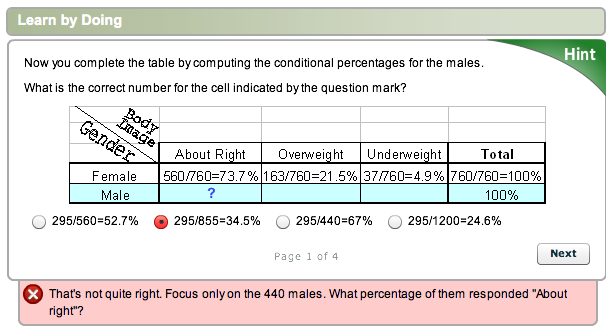 Learn by Doing
Hint
Now you complete the table by computing the conditional percentages for the males.
What is the correct number for the cell indicated by the question mark?
Body
Image
Gender
About Right Overweight Underweight Total
Female 560/760=73.7% 163/760=21.5% 37/760=4.9% 760/760=100%
Male ? 100%
295/560=52.7% 295/855=34.5% 295/440=67% 295/1200=24.6%
Page 1 of 4
Next
That's not quite right. Focus only on the 440 males. What percentage of them responded "About
right"?